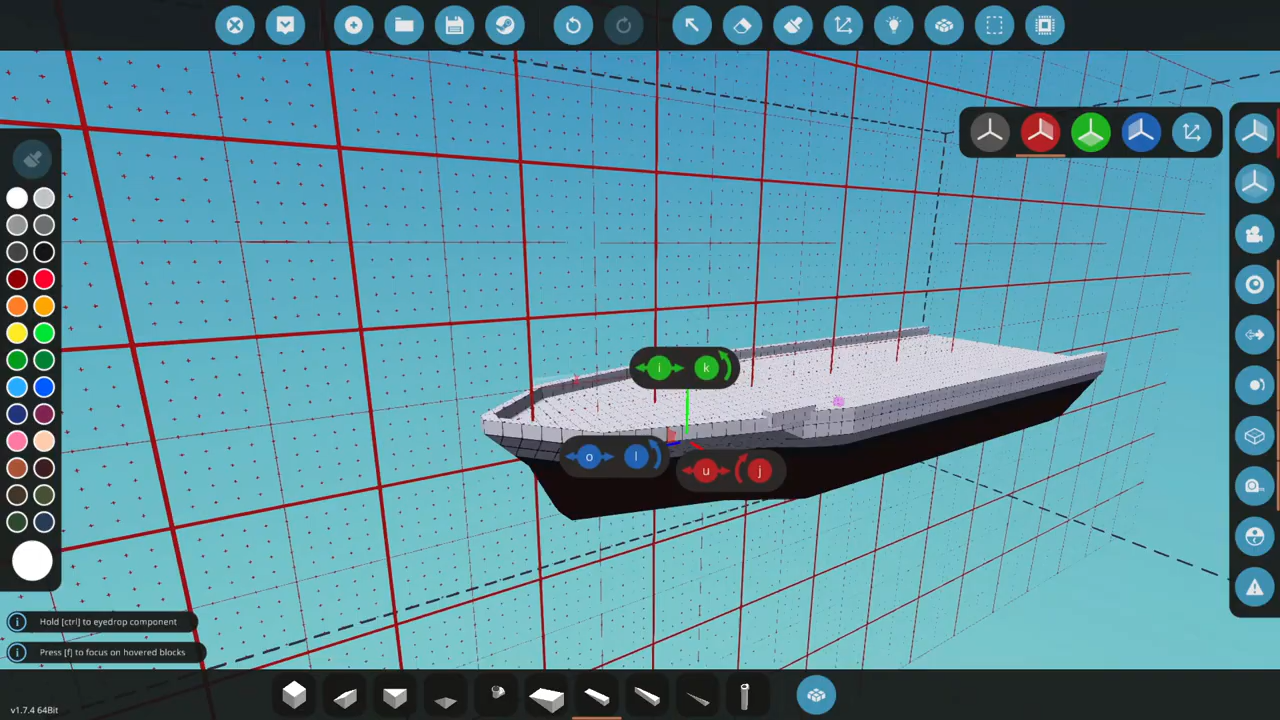 i k
o l
u j
Hold [ctrl] to eyedrop component
Press [f] to focus on hovered blocks
v1.7.4 64Bit